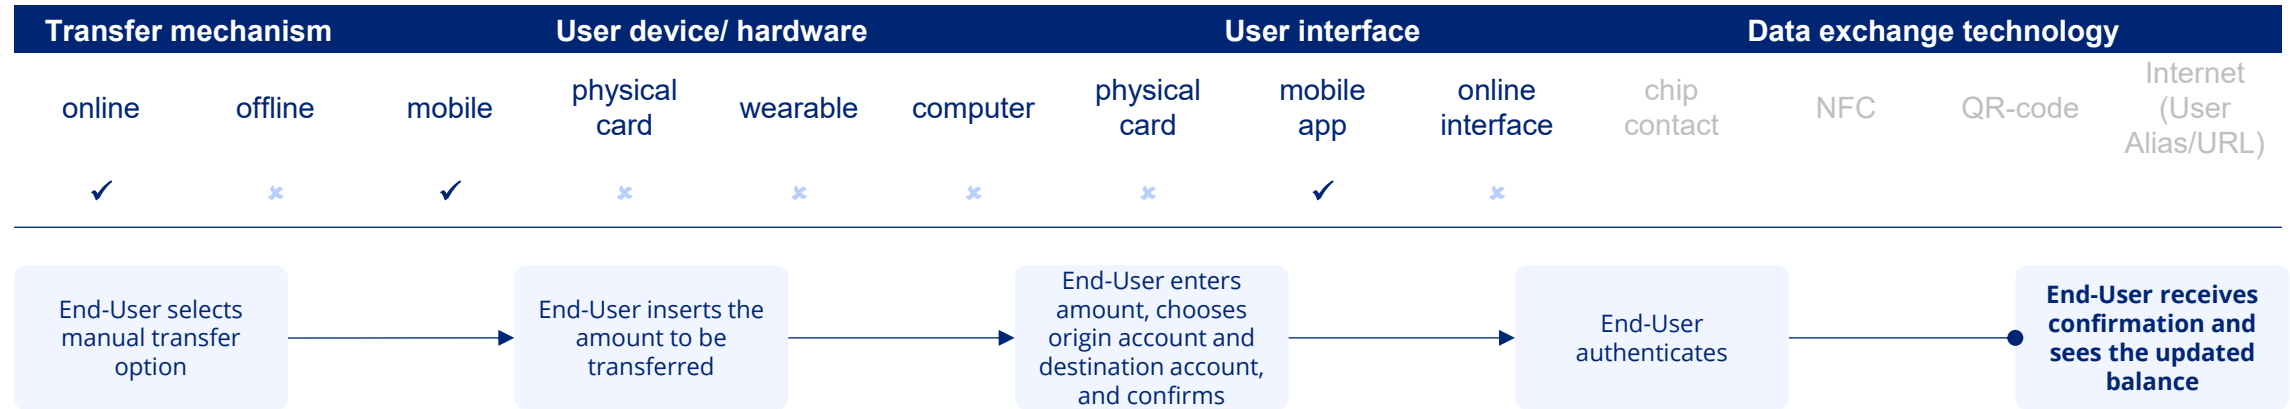 Transfer mechanism
User device/ hardware
User interface
Data exchange technology
online
offline
mobile
physical
card
wearable
computer
physical
card
mobile
app
online
interface
chip
contact
NFC
QR-code
Internet
(User
Alias/URL)
✓
×
✓
×
×
×
×
✓
×
End-User selects
manual transfer
option
End-User inserts the
amount to be
transferred
End-User enters
amount, chooses
origin account and
destination account,
and confirms
End-User
authenticates
End-User receives
confirmation and
sees the updated
balance